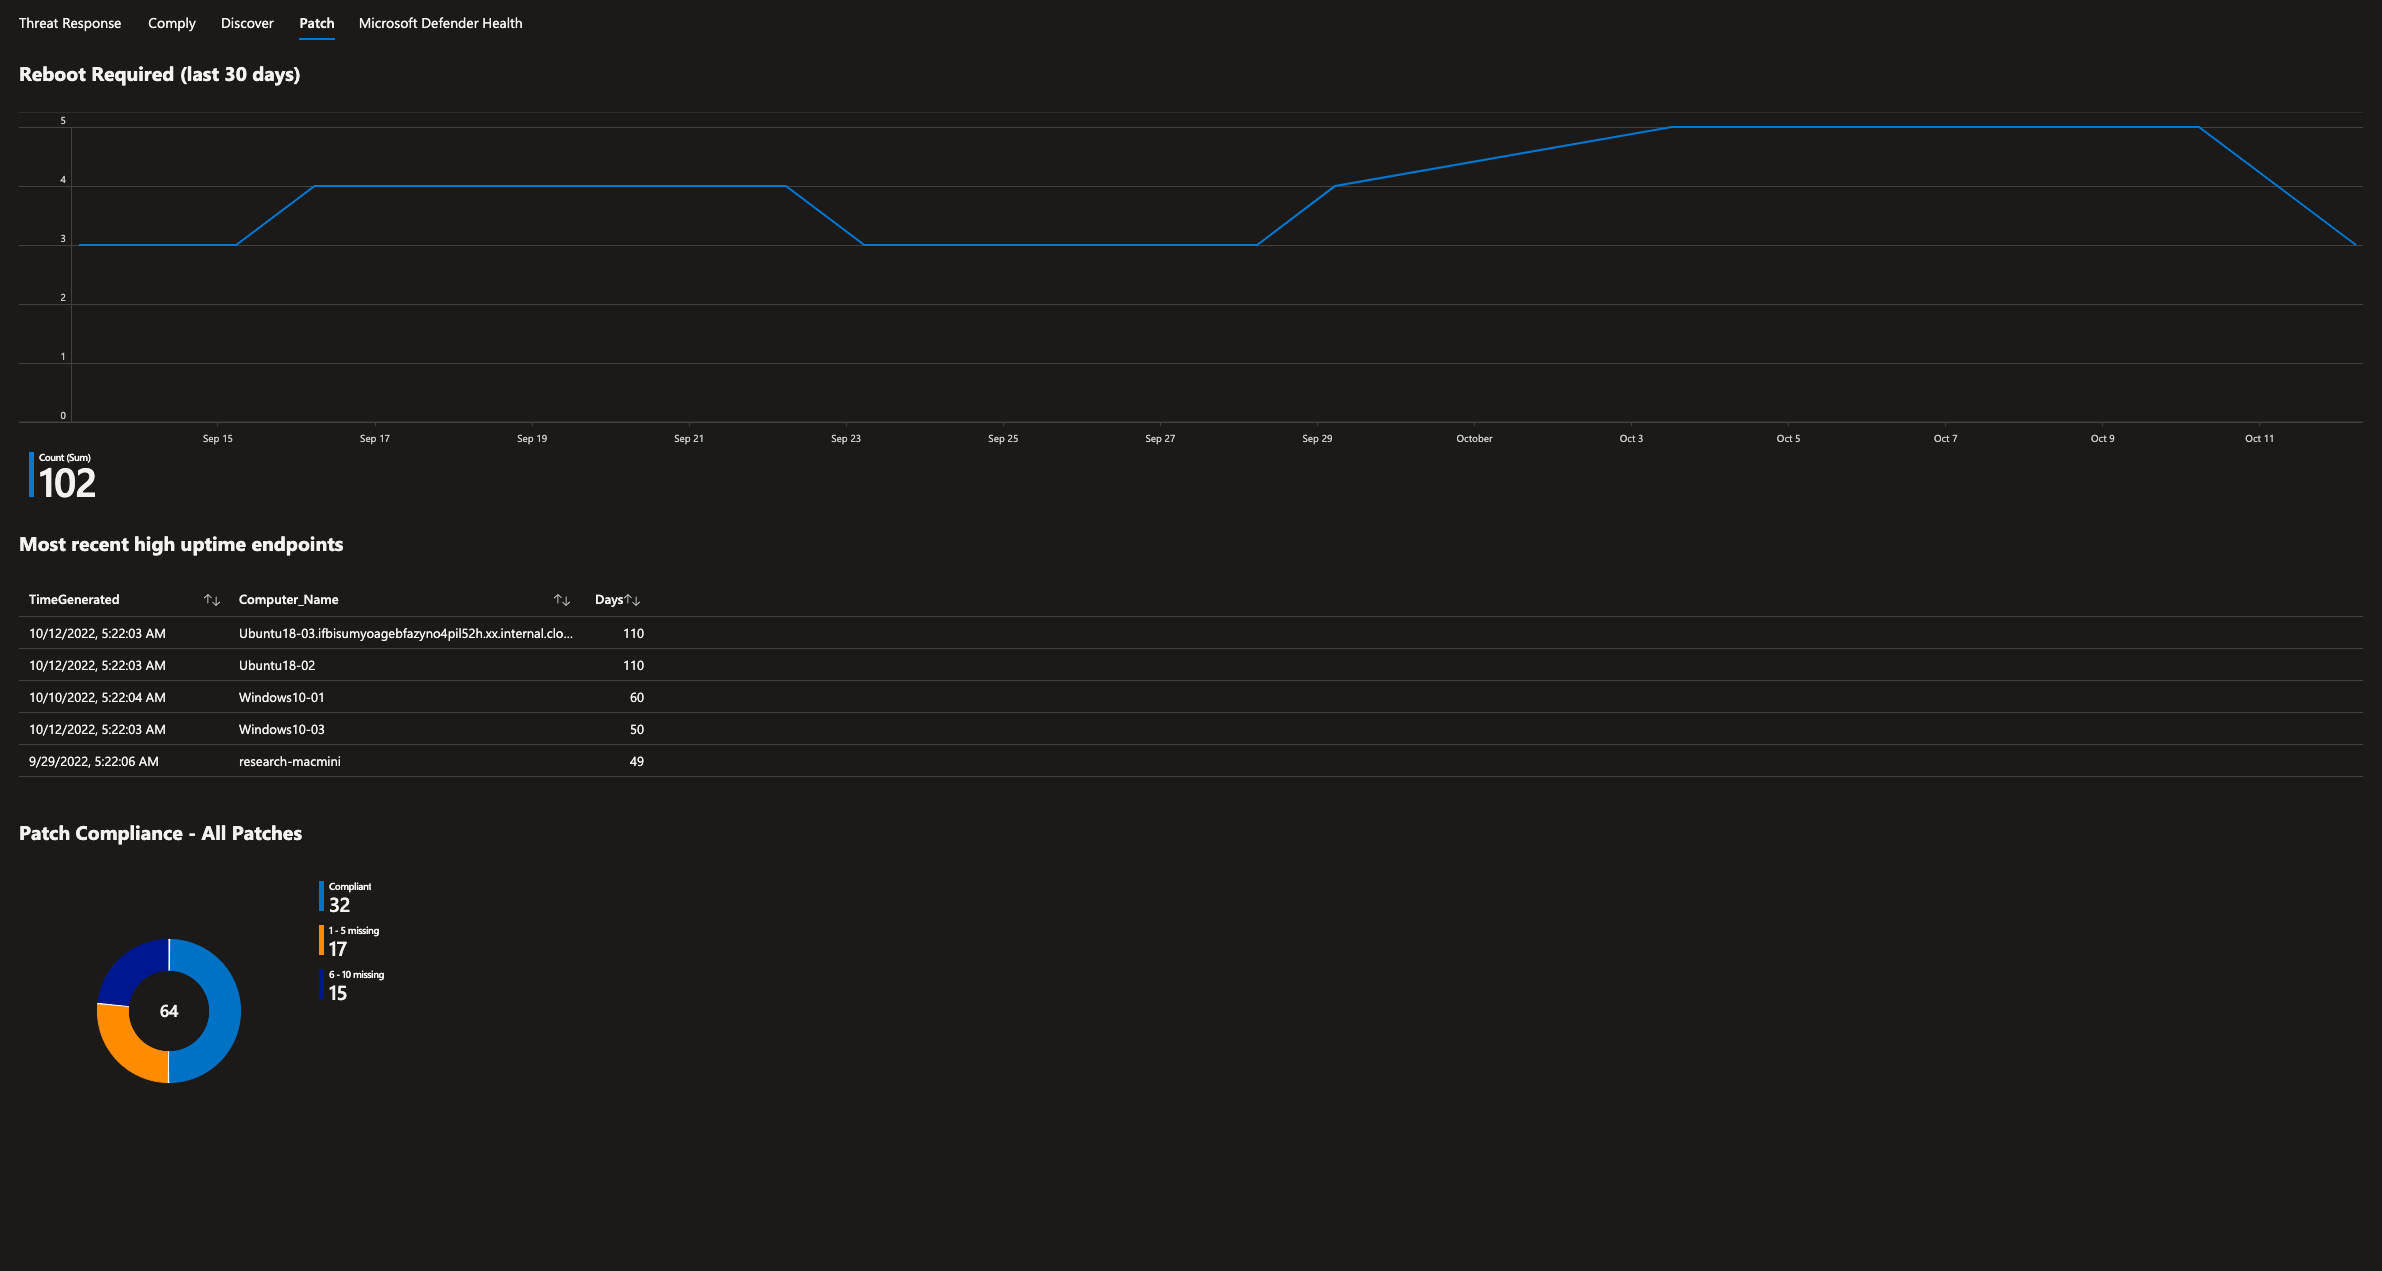 Threat Response Comply Discover Patch Microsoft Defender Health
Reboot Required (last 30 days)
5
4
3
2
1
0
Sep 15 Sep 17 Sep 19 Sep 21 Sep 23 Sep 25 Sep 27 Sep 29 October Oct 3 Oct 5 Oct 7 Oct 9 Oct 11
Count (Sum)
102
Most recent high uptime endpoints
TimeGenerated Computer_Name Days
10/12/2022, 5:22:03 AM Ubuntu18-03.ifbisumyoagebfazyno4pil52h.xx.internal.clo... 110
10/12/2022, 5:22:03 AM Ubuntu18-02 110
10/10/2022, 5:22:04 AM Windows10-01 60
10/12/2022, 5:22:03 AM Windows10-03 50
9/29/2022, 5:22:06 AM research-macmini 49
Patch Compliance - All Patches
Compliant
32
1 - 5 missing
17
6 - 10 missing
15
64